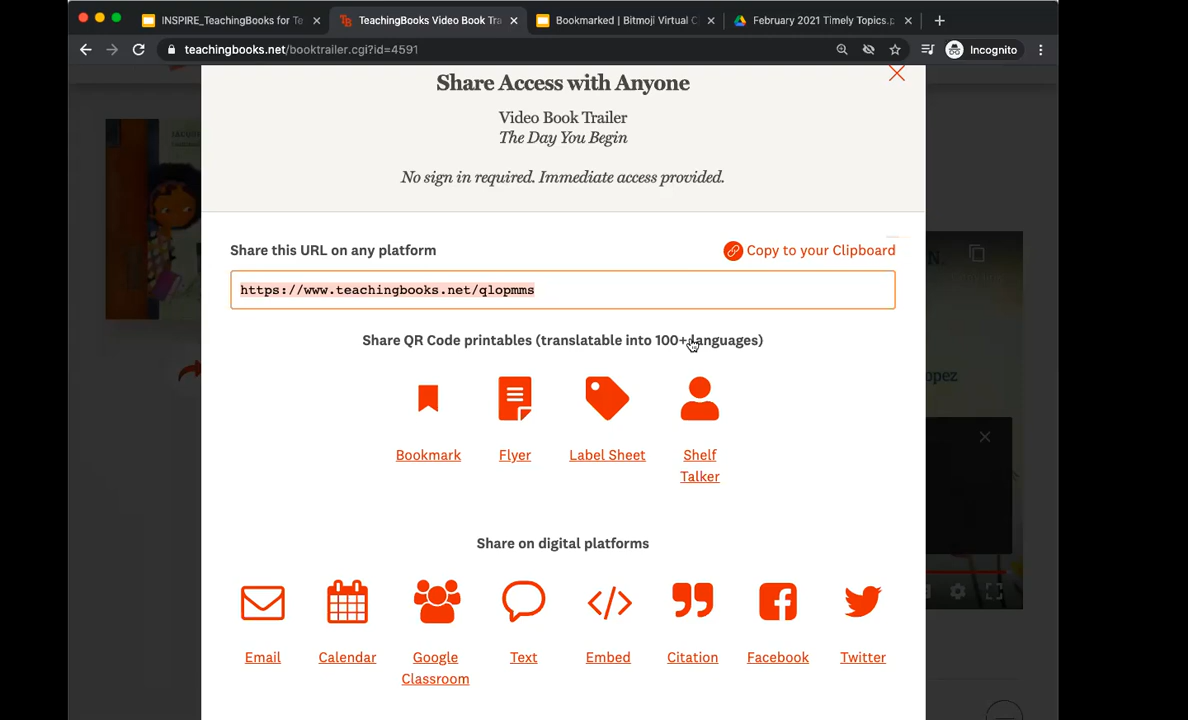 INSPIRE_TeachingBooks for Te
TeachingBooks Video Book Tra
Bookmarked | Bitmoji Virtual C
February 2021 Timely Topics.p
teachingbooks.net/booktrailer.cgi?id=4591
Incognito
Share Access with Anyone
Video Book Trailer
The Day You Begin
No sign in required. Immediate access provided.
Share this URL on any platform
Copy to your Clipboard
https://www.teachingbooks.net/qlopmms
Share QR Code printables (translatable into 100+ languages)
Bookmark
Flyer
Label Sheet
Shelf
Talker
Share on digital platforms
Email
Calendar
Google
Classroom
Text
Embed
Citation
Facebook
Twitter